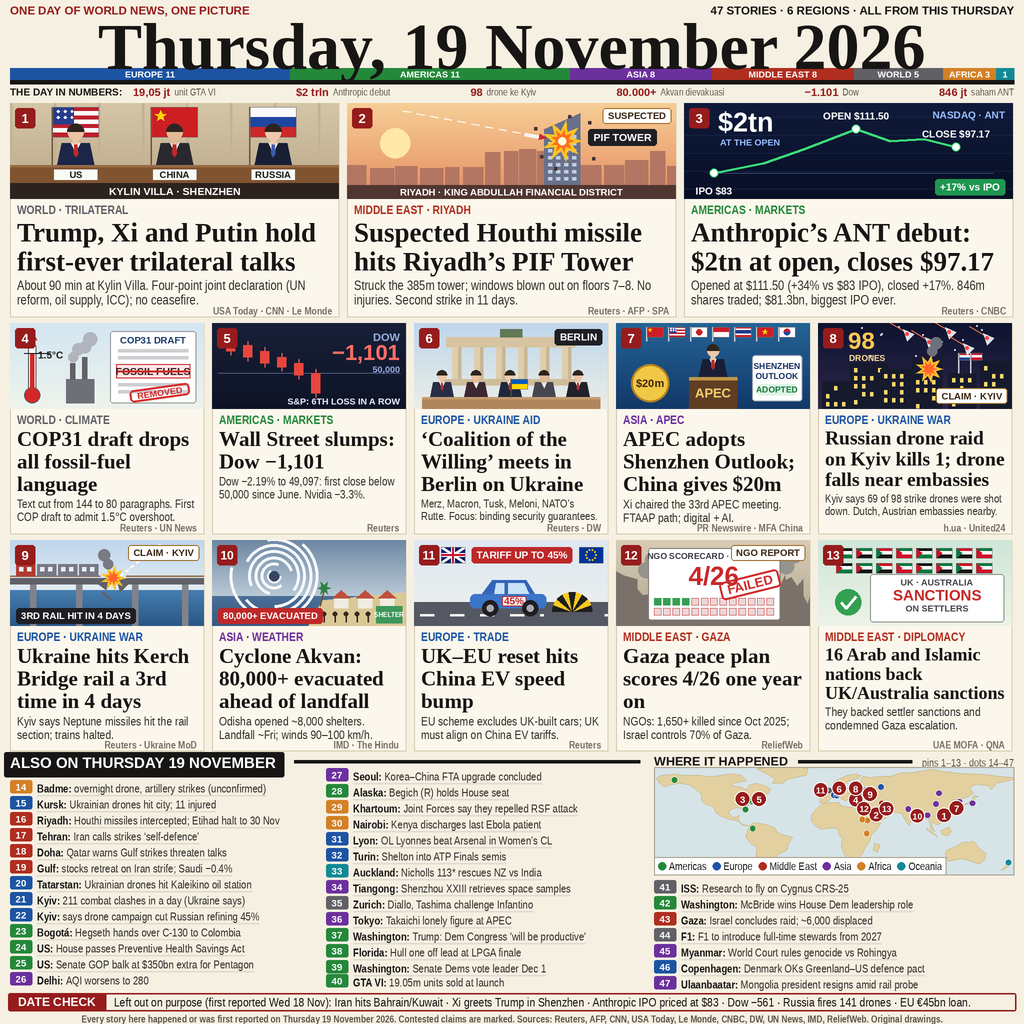 ONE DAY OF WORLD NEWS, ONE PICTURE
47 STORIES · 6 REGIONS · ALL FROM THIS THURSDAY
Thursday, 19 November 2026
EUROPE 11
AMERICAS 11
ASIA 8
MIDDLE EAST 8
WORLD 5
AFRICA 3
1
THE DAY IN NUMBERS: 19,05 jt unit GTA VI
$2 trln Anthropic debut
98 drone ke Kyiv
80.000+ Akvan dievakuasi
−1.101 Dow
846 jt saham ANT
1
US
CHINA
RUSSIA
KYLIN VILLA · SHENZHEN
WORLD · TRILATERAL
Trump, Xi and Putin hold
first-ever trilateral talks
About 90 min at Kylin Villa. Four-point joint declaration (UN
reform, oil supply, ICC); no ceasefire.
USA Today · CNN · Le Monde
2
SUSPECTED
PIF TOWER
RIYADH · KING ABDULLAH FINANCIAL DISTRICT
MIDDLE EAST · RIYADH
Suspected Houthi missile
hits Riyadh’s PIF Tower
Struck the 385m tower; windows blown out on floors 7–8. No
injuries. Second strike in 11 days.
Reuters · AFP · SPA
3
$2tn
AT THE OPEN
OPEN $111.50
NASDAQ · ANT
CLOSE $97.17
IPO $83
+17% vs IPO
AMERICAS · MARKETS
Anthropic’s ANT debut:
$2tn at open, closes $97.17
Opened at $111.50 (+34% vs $83 IPO), closed +17%. 846m
shares traded; $81.3bn, biggest IPO ever.
Reuters · CNBC
4
1.5°C
COP31 DRAFT
FOSSIL FUELS
REMOVED
WORLD · CLIMATE
COP31 draft drops
all fossil-fuel
language
Text cut from 144 to 80 paragraphs. First
COP draft to admit 1.5°C overshoot.
Reuters · UN News
5
DOW
−1,101
50,000
S&P: 6TH LOSS IN A ROW
AMERICAS · MARKETS
Wall Street slumps:
Dow −1,101
Dow −2.19% to 49,097: first close below
50,000 since June. Nvidia −3.3%.
Reuters
6
BERLIN
EUROPE · UKRAINE AID
‘Coalition of the
Willing’ meets in
Berlin on Ukraine
Merz, Macron, Tusk, Meloni, NATO’s
Rutte. Focus: binding security guarantees.
Reuters · DW
7
$20m
APEC
SHENZHEN
OUTLOOK
ADOPTED
ASIA · APEC
APEC adopts
Shenzhen Outlook;
China gives $20m
Xi chaired the 33rd APEC meeting.
FTAAP path; digital + AI.
PR Newswire · MFA China
8
98
DRONES
CLAIM · KYIV
EUROPE · UKRAINE WAR
Russian drone raid
on Kyiv kills 1; drone
falls near embassies
Kyiv says 69 of 98 strike drones were shot
down. Dutch, Austrian embassies nearby.
h.ua · United24
9
CLAIM · KYIV
3RD RAIL HIT IN 4 DAYS
EUROPE · UKRAINE WAR
Ukraine hits Kerch
Bridge rail a 3rd
time in 4 days
Kyiv says Neptune missiles hit the rail
section; trains halted.
Reuters · Ukraine MoD
10
80,000+ EVACUATED
SHELTER
ASIA · WEATHER
Cyclone Akvan:
80,000+ evacuated
ahead of landfall
Odisha opened ~8,000 shelters.
Landfall ~Fri; winds 90–100 km/h.
IMD · The Hindu
11
TARIFF UP TO 45%
45%
EUROPE · TRADE
UK–EU reset hits
China EV speed
bump
EU scheme excludes UK-built cars; UK
must align on China EV tariffs.
Reuters
12
NGO SCORECARD ·
NGO REPORT
4/26
FAILED
MIDDLE EAST · GAZA
Gaza peace plan
scores 4/26 one year
on
NGOs: 1,650+ killed since Oct 2025;
Israel controls 70% of Gaza.
ReliefWeb
13
UK · AUSTRALIA
SANCTIONS
ON SETTLERS
MIDDLE EAST · DIPLOMACY
16 Arab and Islamic
nations back
UK/Australia sanctions
They backed settler sanctions and
condemned Gaza escalation.
UAE MOFA · QNA
ALSO ON THURSDAY 19 NOVEMBER
14 Badme: overnight drone, artillery strikes (unconfirmed)
15 Kursk: Ukrainian drones hit city; 11 injured
16 Riyadh: Houthi missiles intercepted; Etihad halt to 30 Nov
17 Tehran: Iran calls strikes ‘self-defence’
18 Doha: Qatar warns Gulf strikes threaten talks
19 Gulf: stocks retreat on Iran strife; Saudi −0.4%
20 Tatarstan: Ukrainian drones hit Kaleikino oil station
21 Kyiv: 211 combat clashes in a day (Ukraine says)
22 Kyiv: says drone campaign cut Russian refining 45%
23 Bogotá: Hegseth hands over C-130 to Colombia
24 US: House passes Preventive Health Savings Act
25 US: Senate GOP balk at $350bn extra for Pentagon
26 Delhi: AQI worsens to 280
27 Seoul: Korea–China FTA upgrade concluded
28 Alaska: Begich (R) holds House seat
29 Khartoum: Joint Forces say they repelled RSF attack
30 Nairobi: Kenya discharges last Ebola patient
31 Lyon: OL Lyonnes beat Arsenal in Women's CL
32 Turin: Shelton into ATP Finals semis
33 Auckland: Nicholls 113* rescues NZ vs India
34 Tiangong: Shenzhou XXIII retrieves space samples
35 Zurich: Diallo, Tashima challenge Infantino
36 Tokyo: Takaichi lonely figure at APEC
37 Washington: Trump: Dem Congress 'will be productive'
38 Florida: Hull one off lead at LPGA finale
39 Washington: Senate Dems vote leader Dec 1
40 GTA VI: 19.05m units sold at launch
WHERE IT HAPPENED
pins 1–13 · dots 14–47
3
5
11
6
8
4
9
12
2
13
10
1
7
Americas
Europe
Middle East
Asia
Africa
Oceania
41 ISS: Research to fly on Cygnus CRS-25
42 Washington: McBride wins House Dem leadership role
43 Gaza: Israel concludes raid; ~6,000 displaced
44 F1: F1 to introduce full-time stewards from 2027
45 Myanmar: World Court rules genocide vs Rohingya
46 Copenhagen: Denmark OKs Greenland–US defence pact
47 Ulaanbaatar: Mongolia president resigns amid rail probe
DATE CHECK Left out on purpose (first reported Wed 18 Nov): Iran hits Bahrain/Kuwait · Xi greets Trump in Shenzhen · Anthropic IPO priced at $83 · Dow −561 · Russia fires 141 drones · EU €45bn loan.
Every story here happened or was first reported on Thursday 19 November 2026. Contested claims are marked. Sources: Reuters, AFP, CNN, USA Today, Le Monde, CNBC, DW, UN News, IMD, ReliefWeb. Original drawings.